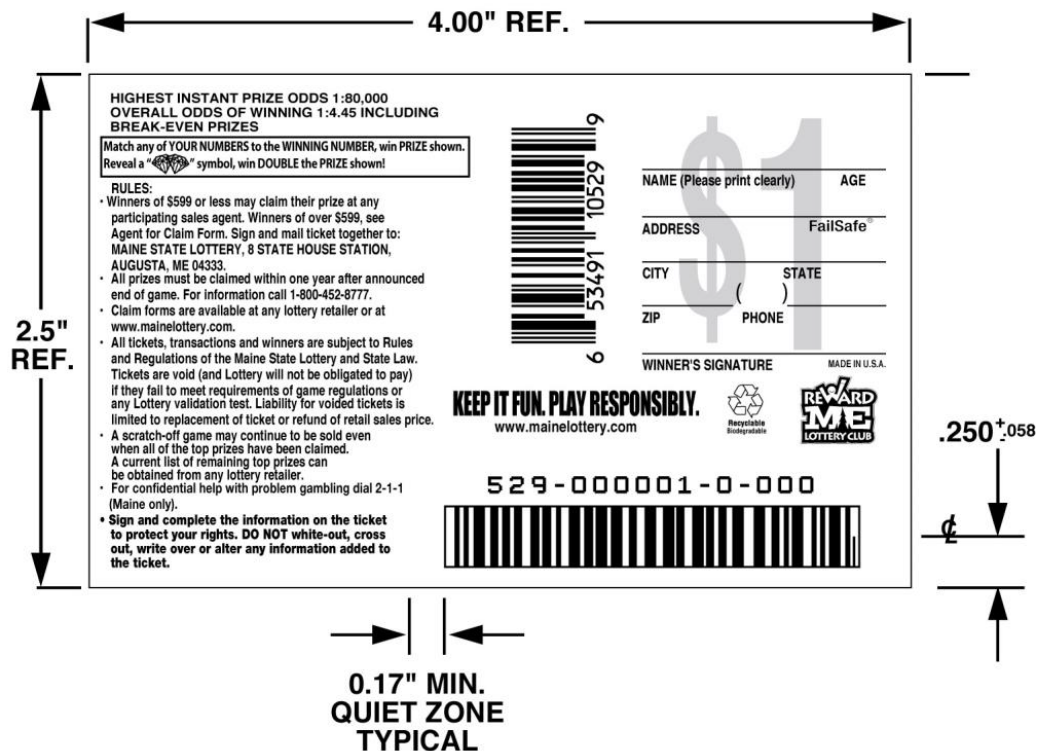 4.00" REF.
HIGHEST INSTANT PRIZE ODDS 1:80,000
OVERALL ODDS OF WINNING 1:4.45 INCLUDING
BREAK-EVEN PRIZES
Match any of YOUR NUMBERS to the WINNING NUMBER, win PRIZE shown.
Reveal a " " symbol, win DOUBLE the PRIZE shown!
RULES:
• Winners of $599 or less may claim their prize at any
participating sales agent. Winners of over $599, see
Agent for Claim Form. Sign and mail ticket together to:
MAINE STATE LOTTERY, 8 STATE HOUSE STATION,
AUGUSTA, ME 04333.
• All prizes must be claimed within one year after announced
end of game. For information call 1-800-452-8777.
• Claim forms are available at any lottery retailer or at
www.mainelottery.com.
• All tickets, transactions and winners are subject to Rules
and Regulations of the Maine State Lottery and State Law.
Tickets are void (and Lottery will not be obligated to pay)
if they fail to meet requirements of game regulations or
any Lottery validation test. Liability for voided tickets is
limited to replacement of ticket or refund of retail sales price.
• A scratch-off game may continue to be sold even
when all of the top prizes have been claimed.
A current list of remaining top prizes can
be obtained from any lottery retailer.
• For confidential help with problem gambling dial 2-1-1
(Maine only).
• Sign and complete the information on the ticket
to protect your rights. DO NOT white-out, cross
out, write over or alter any information added to
the ticket.
2.5"
REF.
6 53491 10529 9
$1
NAME (Please print clearly) AGE
ADDRESS FailSafe®
CITY STATE
( )
ZIP PHONE
WINNER'S SIGNATURE MADE IN U.S.A.
KEEP IT FUN. PLAY RESPONSIBLY.
www.mainelottery.com
Recyclable
Biodegradable
REWARD
ME
LOTTERY CLUB
529-000001-0-000
.250 ± .058
℄
0.17" MIN.
QUIET ZONE
TYPICAL